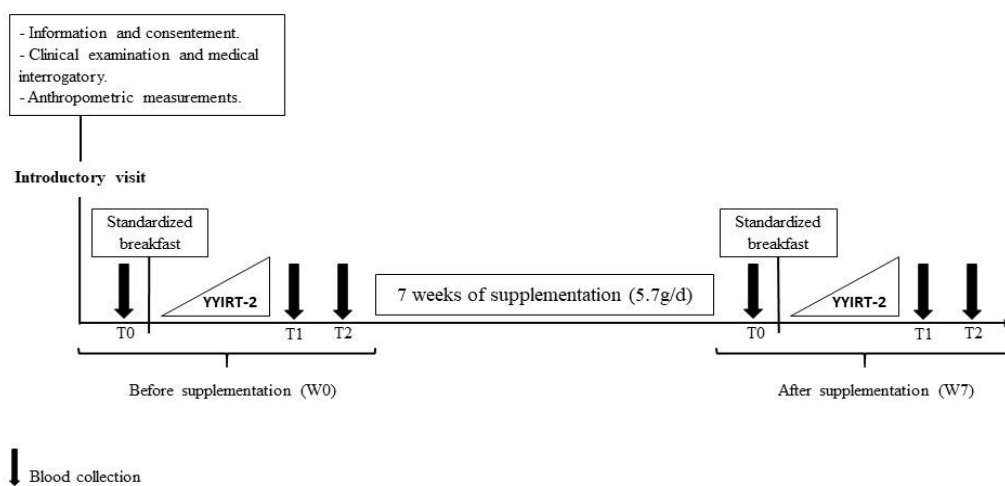 - Information and consentement.
- Clinical examination and medical
interrogatory.
- Anthropometric measurements.
Introductory visit
Standardized
breakfast
Standardized
breakfast
YYIRT-2
7 weeks of supplementation (5.7g/d)
YYIRT-2
T0
T1
T2
T0
T1
T2
Before supplementation (W0)
After supplementation (W7)
Blood collection